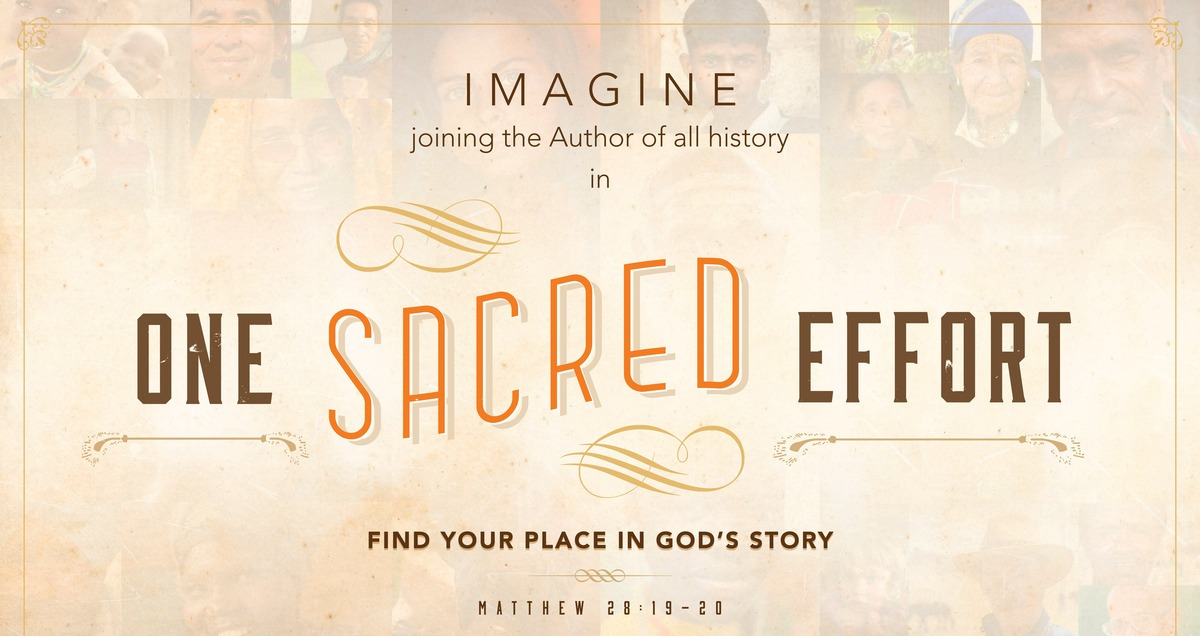 IMAGINE
joining the Author of all history
in
ONE SACRED EFFORT
FIND YOUR PLACE IN GOD'S STORY
MATTHEW 28:19-20